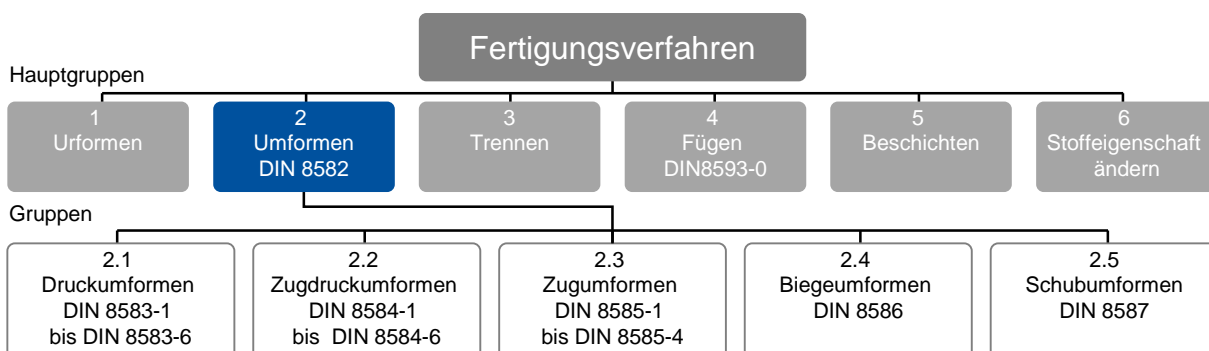 Fertigungsverfahren
Hauptgruppen
1
Urformen
2
Umformen
DIN 8582
3
Trennen
4
Fügen
DIN8593-0
5
Beschichten
6
Stoffeigenschaft
ändern
Gruppen
2.1
Druckumformen
DIN 8583-1
bis DIN 8583-6
2.2
Zugdruckumformen
DIN 8584-1
bis DIN 8584-6
2.3
Zugumformen
DIN 8585-1
bis DIN 8585-4
2.4
Biegeumformen
DIN 8586
2.5
Schubumformen
DIN 8587